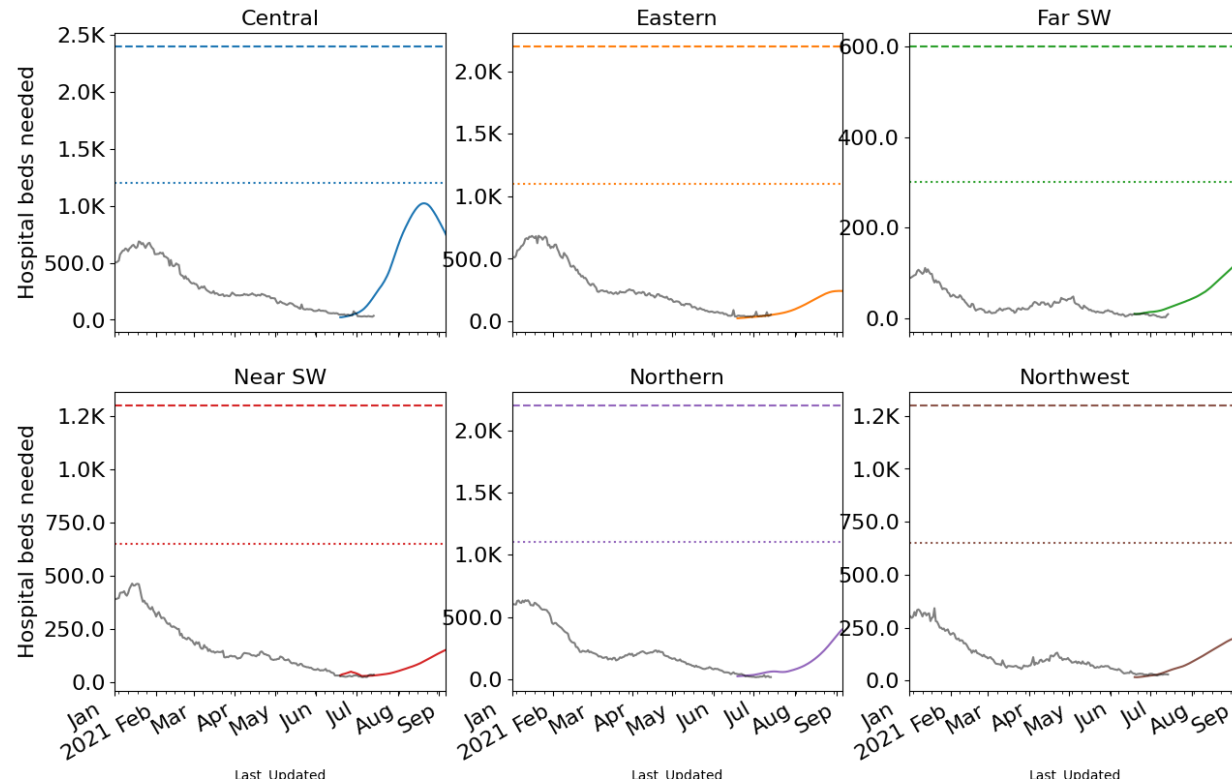 Central
Eastern
Far SW
Hospital beds needed
2.5K
2.0K
1.5K
1.0K
500.0
0.0
2.0K
1.5K
1.0K
500.0
0.0
600.0
400.0
200.0
0.0
Near SW
Northern
Northwest
Hospital beds needed
1.2K
1.0K
750.0
500.0
250.0
0.0
2.0K
1.5K
1.0K
500.0
0.0
1.2K
1.0K
750.0
500.0
250.0
0.0
Jan
2021
Feb
Mar
Apr
May
Jun
Jul
Aug
Sep
Jan
2021
Feb
Mar
Apr
May
Jun
Jul
Aug
Sep
Jan
2021
Feb
Mar
Apr
May
Jun
Jul
Aug
Sep
Last_Updated
Last_Updated